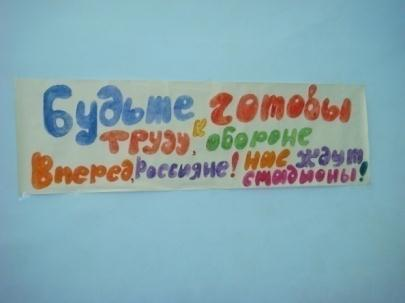 Будьте готовы
к
труду, обороне
Вперед, Россияне! нас ждут
стадионы!